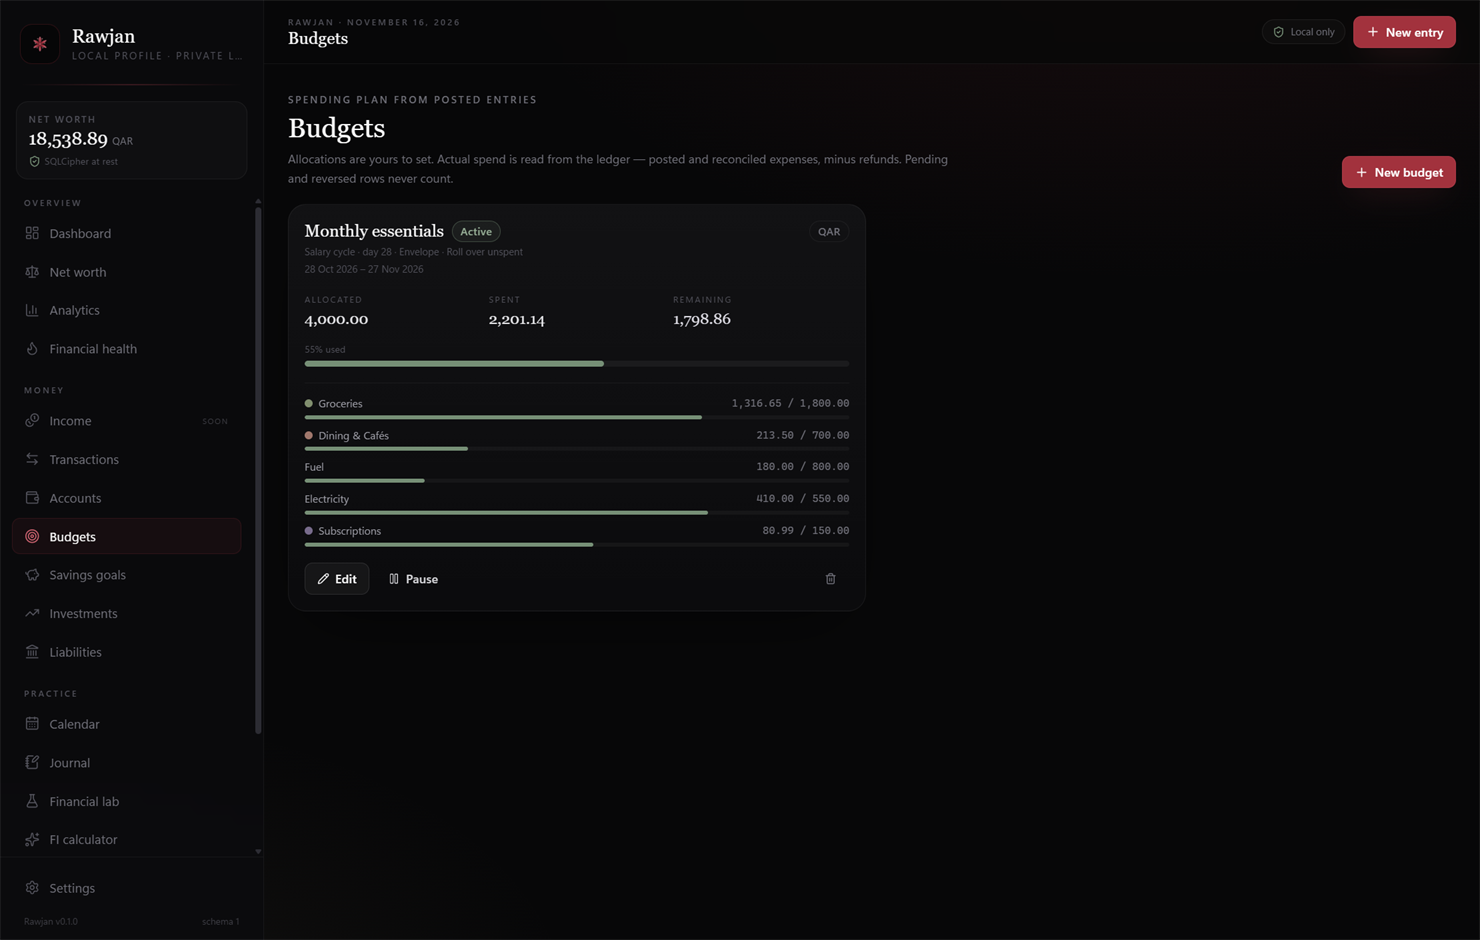 Rawjan
LOCAL PROFILE · PRIVATE L…
NET WORTH
18,538.89 QAR
SQLCipher at rest
OVERVIEW
Dashboard
Net worth
Analytics
Financial health
MONEY
Income SOON
Transactions
Accounts
Budgets
Savings goals
Investments
Liabilities
PRACTICE
Calendar
Journal
Financial lab
FI calculator
Settings
Rawjan v0.1.0 schema 1
RAWJAN · NOVEMBER 16, 2026
Budgets
Local only
New entry
SPENDING PLAN FROM POSTED ENTRIES
Budgets
Allocations are yours to set. Actual spend is read from the ledger — posted and reconciled expenses, minus refunds. Pending
and reversed rows never count.
New budget
Monthly essentials Active QAR
Salary cycle · day 28 · Envelope · Roll over unspent
28 Oct 2026 – 27 Nov 2026
ALLOCATED SPENT REMAINING
4,000.00 2,201.14 1,798.86
55% used
Groceries 1,316.65 / 1,800.00
Dining & Cafés 213.50 / 700.00
Fuel 180.00 / 800.00
Electricity 410.00 / 550.00
Subscriptions 80.99 / 150.00
Edit Pause